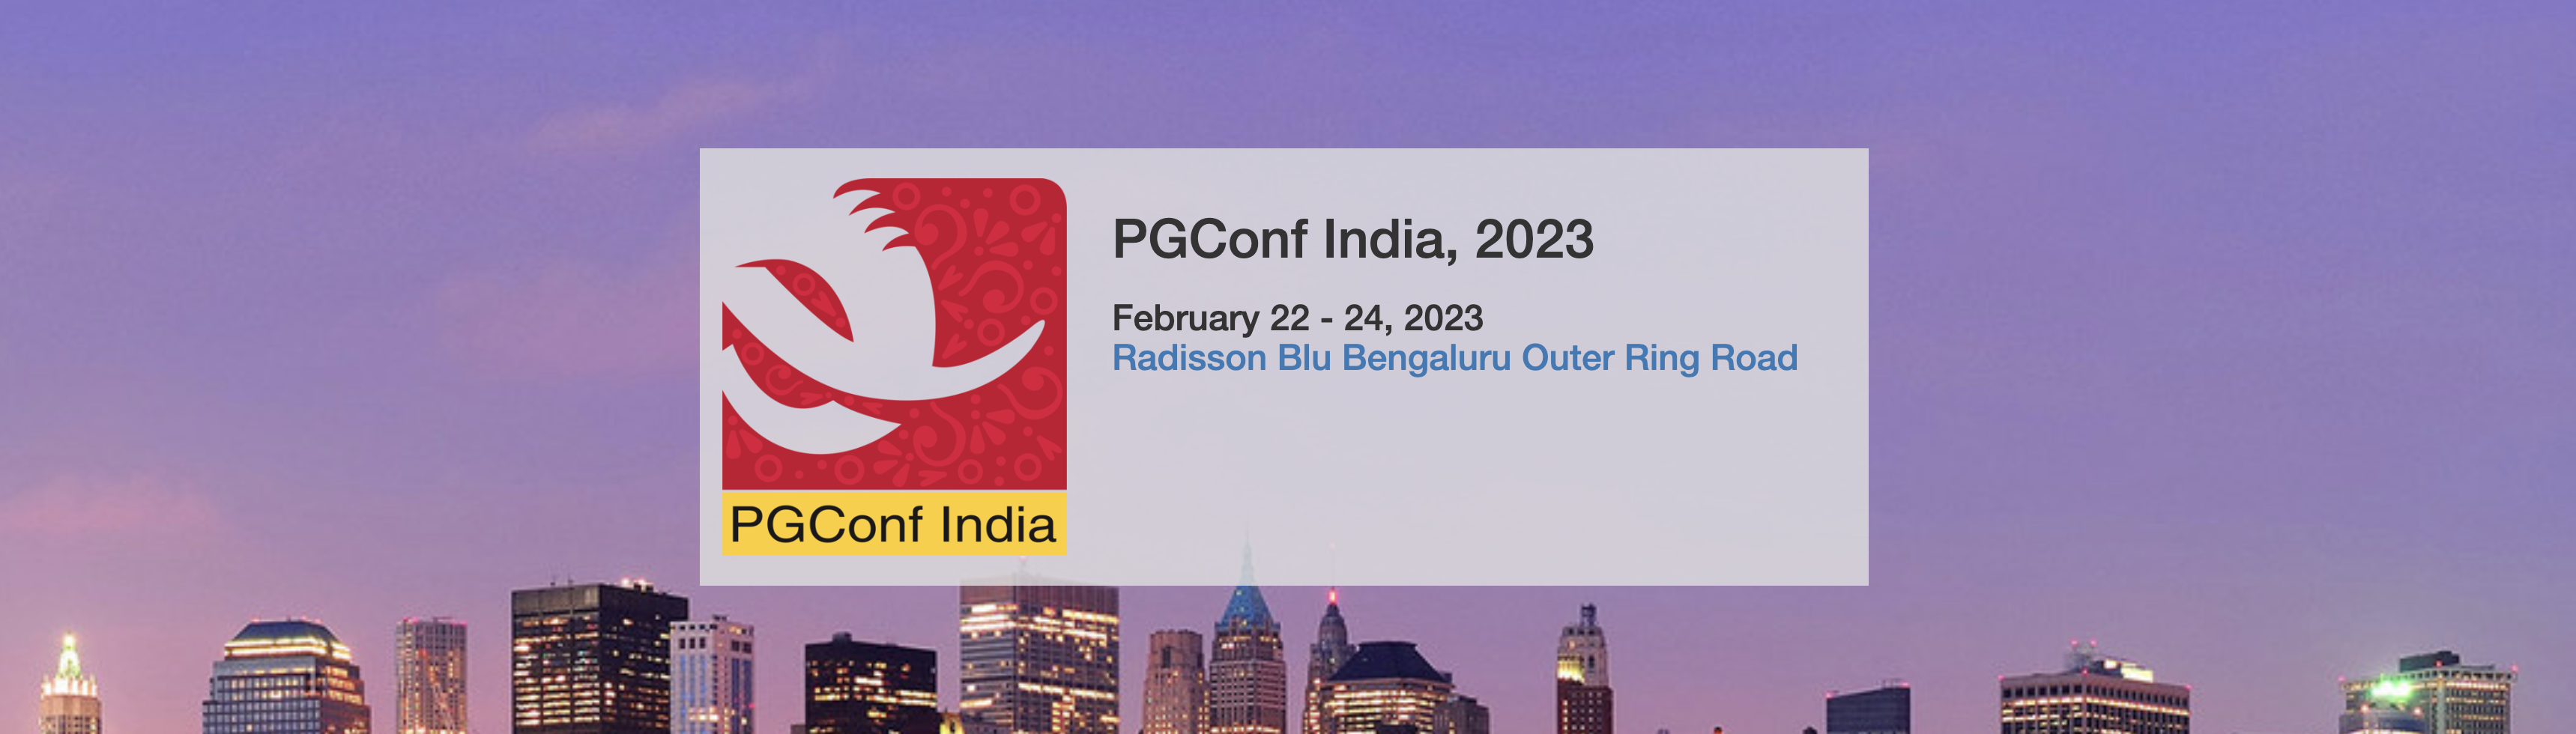 PGConf India, 2023
February 22 - 24, 2023
Radisson Blu Bengaluru Outer Ring Road
PGConf India